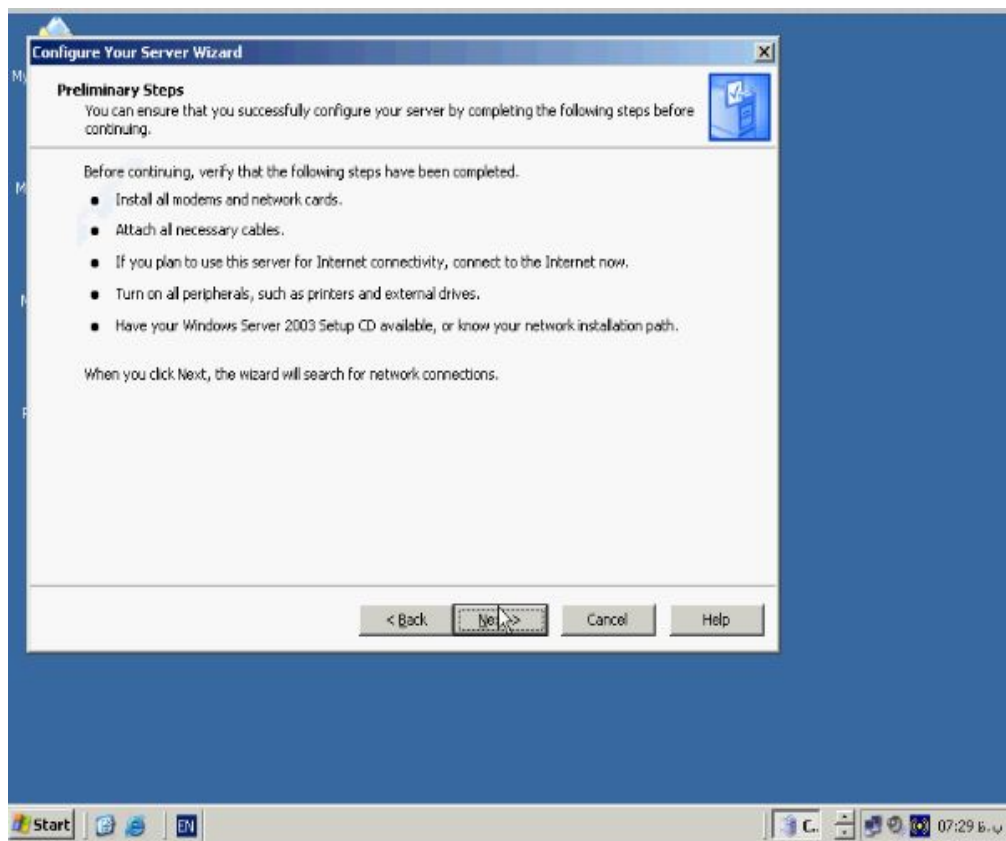 Configure Your Server Wizard
Preliminary Steps
You can ensure that you successfully configure your server by completing the following steps before
continuing.
Before continuing, verify that the following steps have been completed.
Install all modems and network cards.
Attach all necessary cables.
If you plan to use this server for Internet connectivity, connect to the Internet now.
Turn on all peripherals, such as printers and external drives.
Have your Windows Server 2003 Setup CD available, or know your network installation path.
When you click Next, the wizard will search for network connections.
< Back
Cancel
Help
My
M
Start
EN
C..
07:29